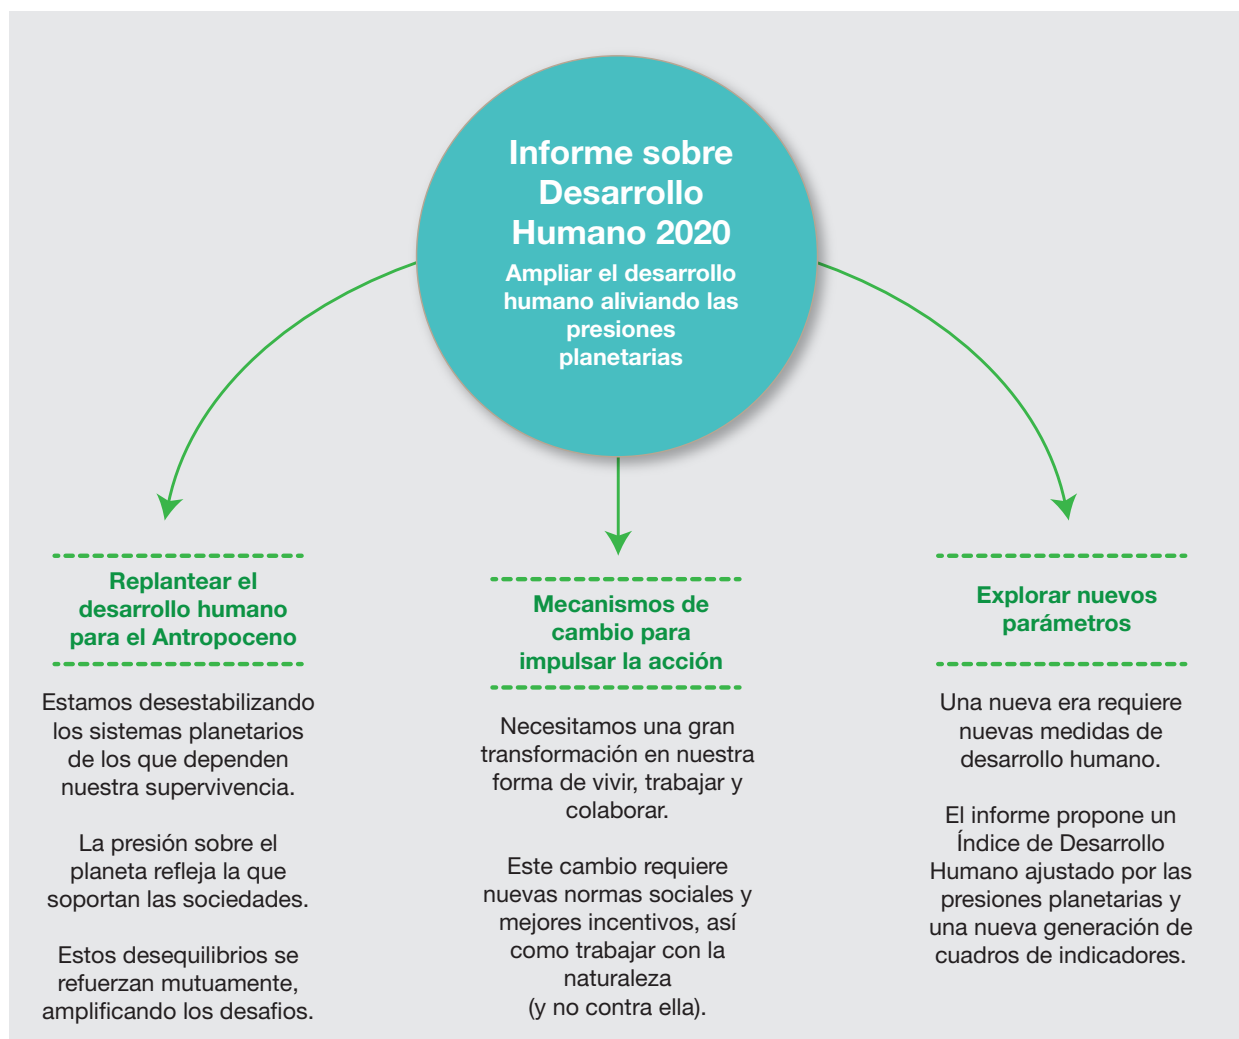 Informe sobre
Desarrollo
Humano 2020
Ampliar el desarrollo
humano aliviando las
presiones
planetarias
Replantear el
desarrollo humano
para el Antropoceno
Estamos desestabilizando
los sistemas planetarios
de los que dependen
nuestra supervivencia.
La presión sobre el
planeta refleja la que
soportan las sociedades.
Estos desequilibrios se
refuerzan mutuamente,
amplificando los desafios.
Mecanismos de
cambio para
impulsar la acción
Necesitamos una gran
transformación en nuestra
forma de vivir, trabajar y
colaborar.
Este cambio requiere
nuevas normas sociales y
mejores incentivos, así
como trabajar con la
naturaleza
(y no contra ella).
Explorar nuevos
parámetros
Una nueva era requiere
nuevas medidas de
desarrollo humano.
El informe propone un
Índice de Desarrollo
Humano ajustado por las
presiones planetarias y
una nueva generación de
cuadros de indicadores.